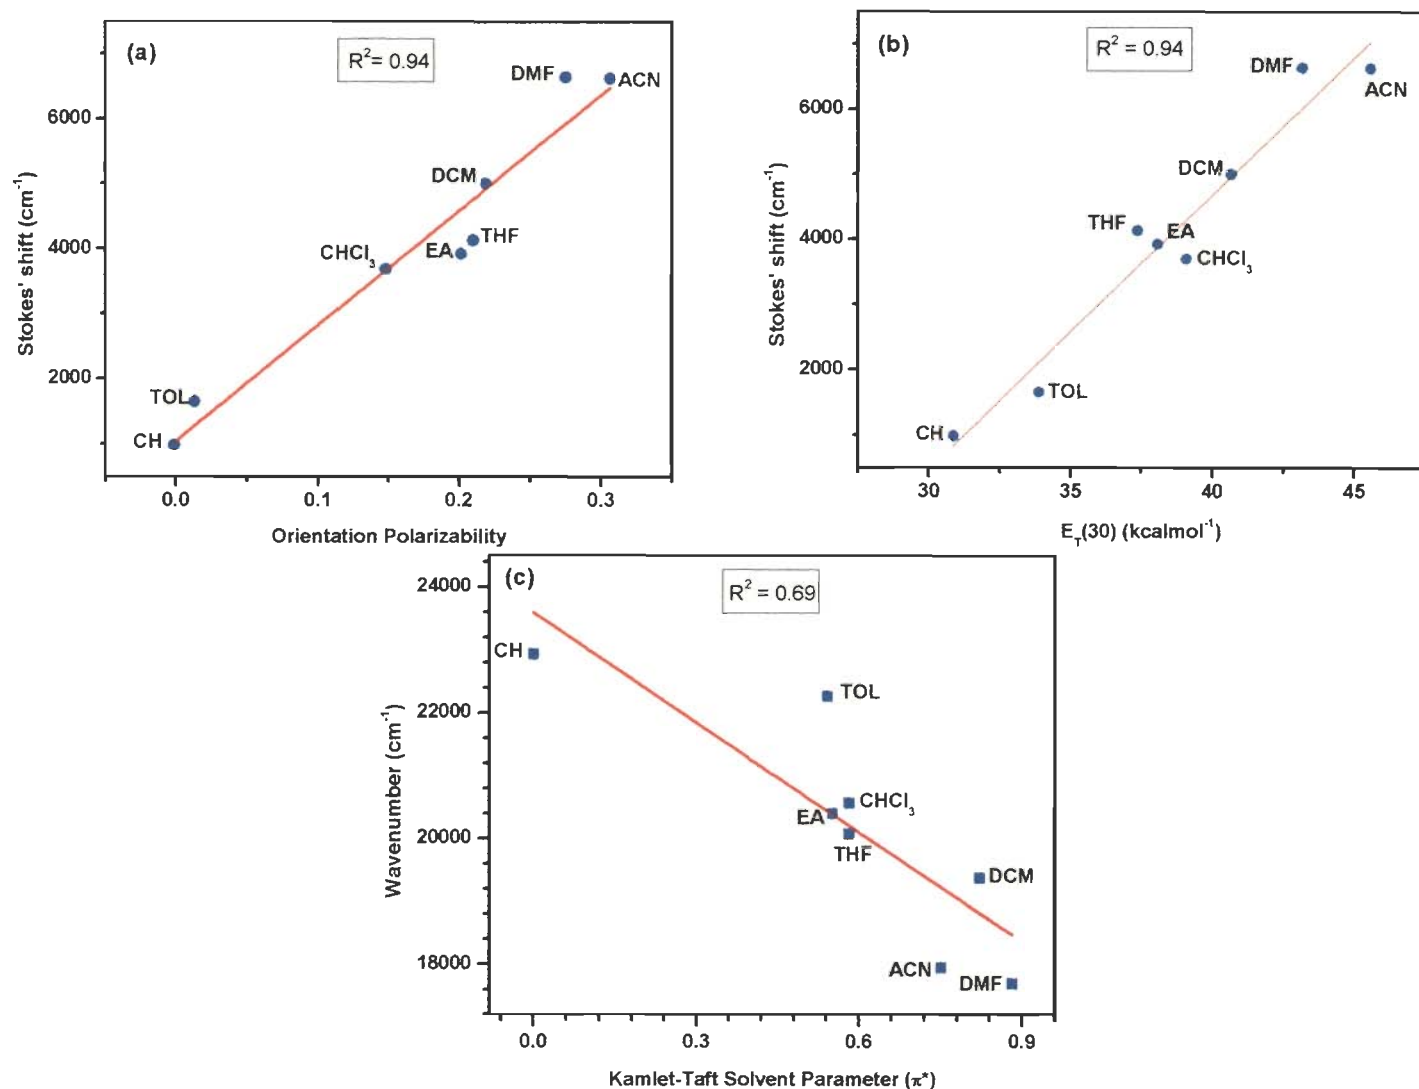 (a)
R²= 0.94
DMF
ACN
DCM
THF
EA
CHCl₃
TOL
CH
6000
4000
2000
0.0 0.1 0.2 0.3
Stokes' shift (cm⁻¹)
Orientation Polarizability
(b)
R² = 0.94
DMF
ACN
DCM
THF
EA
CHCl₃
TOL
CH
6000
4000
2000
30 35 40 45
Stokes' shift (cm⁻¹)
E_T(30) (kcalmol⁻¹)
(c)
R² = 0.69
CH
TOL
CHCl₃
EA
THF
DCM
ACN
DMF
24000
22000
20000
18000
0.0 0.3 0.6 0.9
Wavenumber (cm⁻¹)
Kamlet-Taft Solvent Parameter (π*)